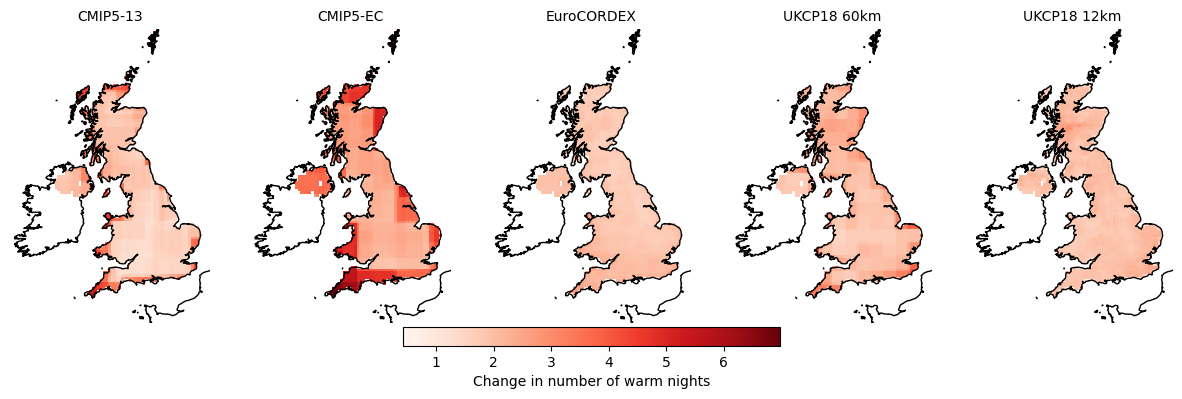 CMIP5-13 CMIP5-EC EuroCORDEX UKCP18 60km UKCP18 12km
1 2 3 4 5 6
Change in number of warm nights